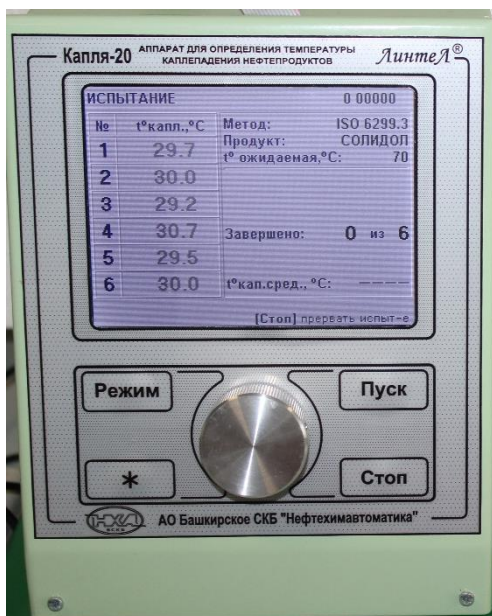 Капля-20
АППАРАТ ДЛЯ ОПРЕДЕЛЕНИЯ ТЕМПЕРАТУРЫ
КАПЛЕПАДЕНИЯ НЕФТЕПРОДУКТОВ
ЛинтеЛ®
ИСПЫТАНИЕ 0 00000
№ t°капл.,°C
1 29.7
2 30.0
3 29.2
4 30.7
5 29.5
6 30.0
Метод: ISO 6299.3
Продукт: СОЛИДОЛ
t° ожидаемая,°C: 70
Завершено: 0 из 6
t°кап.сред., °C: ----
[Стоп] прервать испыт-е
Режим
Пуск
*
Стоп
АО Башкирское СКБ "Нефтехимавтоматика"